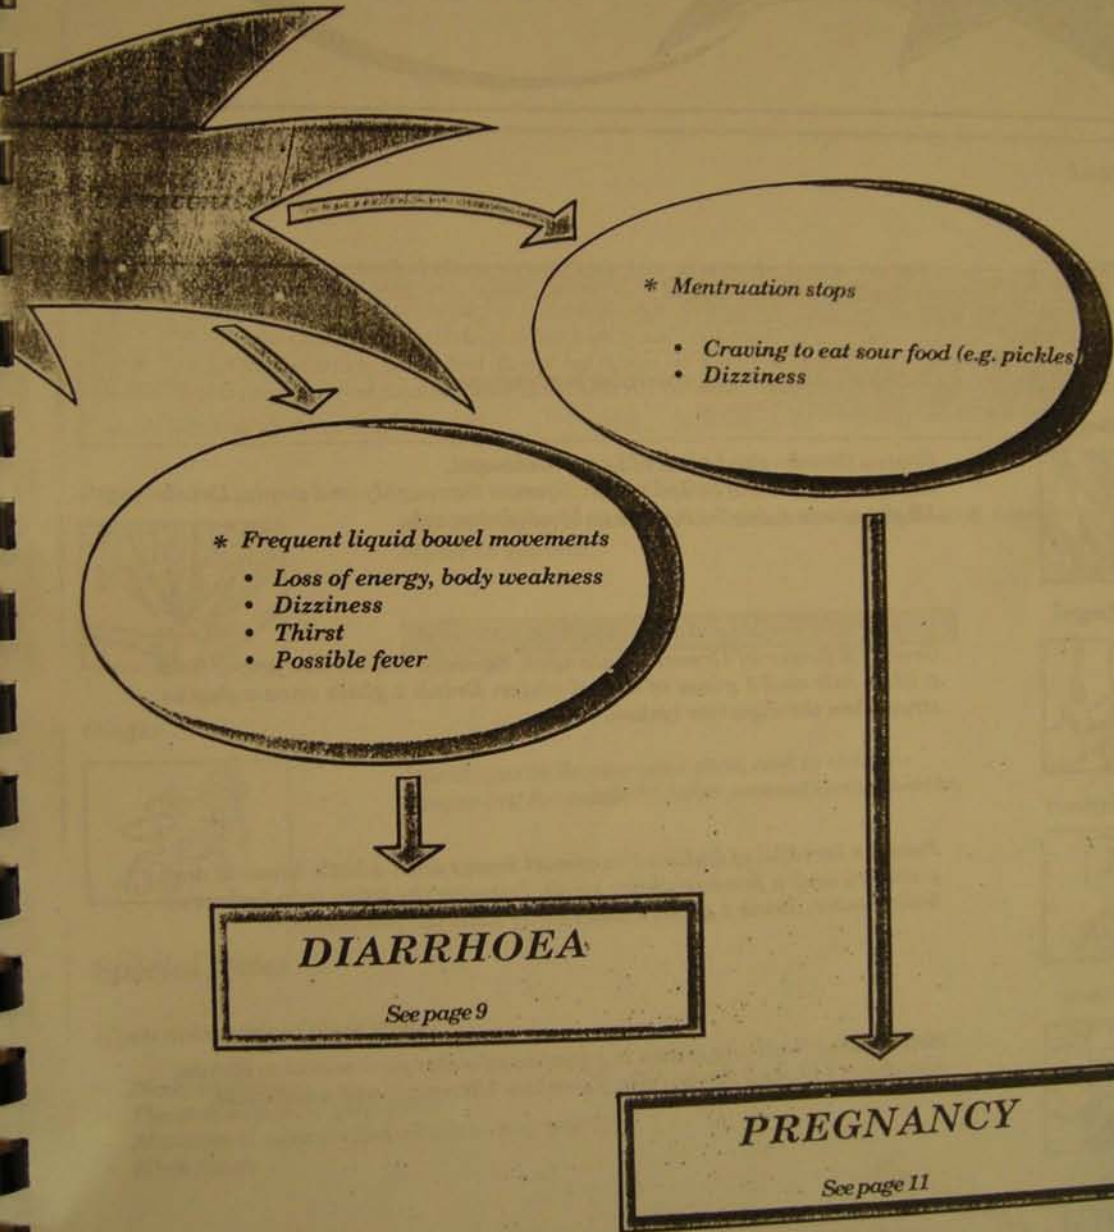 * Mentruation stops
• Craving to eat sour food (e.g. pickles)
• Dizziness
* Frequent liquid bowel movements
• Loss of energy, body weakness
• Dizziness
• Thirst
• Possible fever
DIARRHOEA
See page 9
PREGNANCY
See page 11